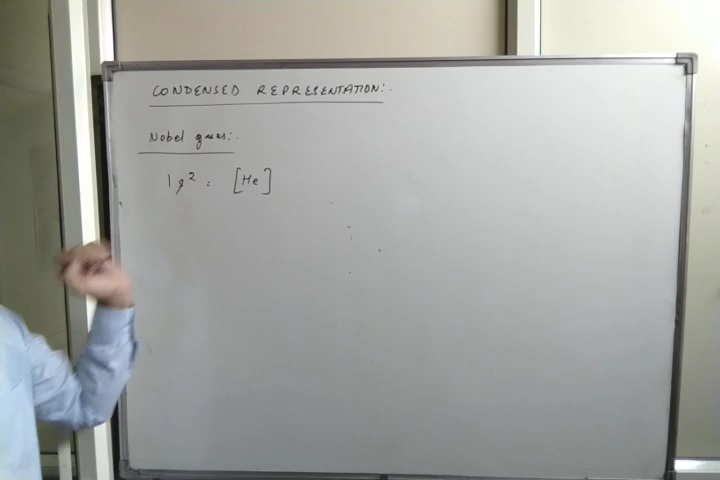 CONDENSED REPRESENTATION:-
Nobel gases:-
1s² = [He]